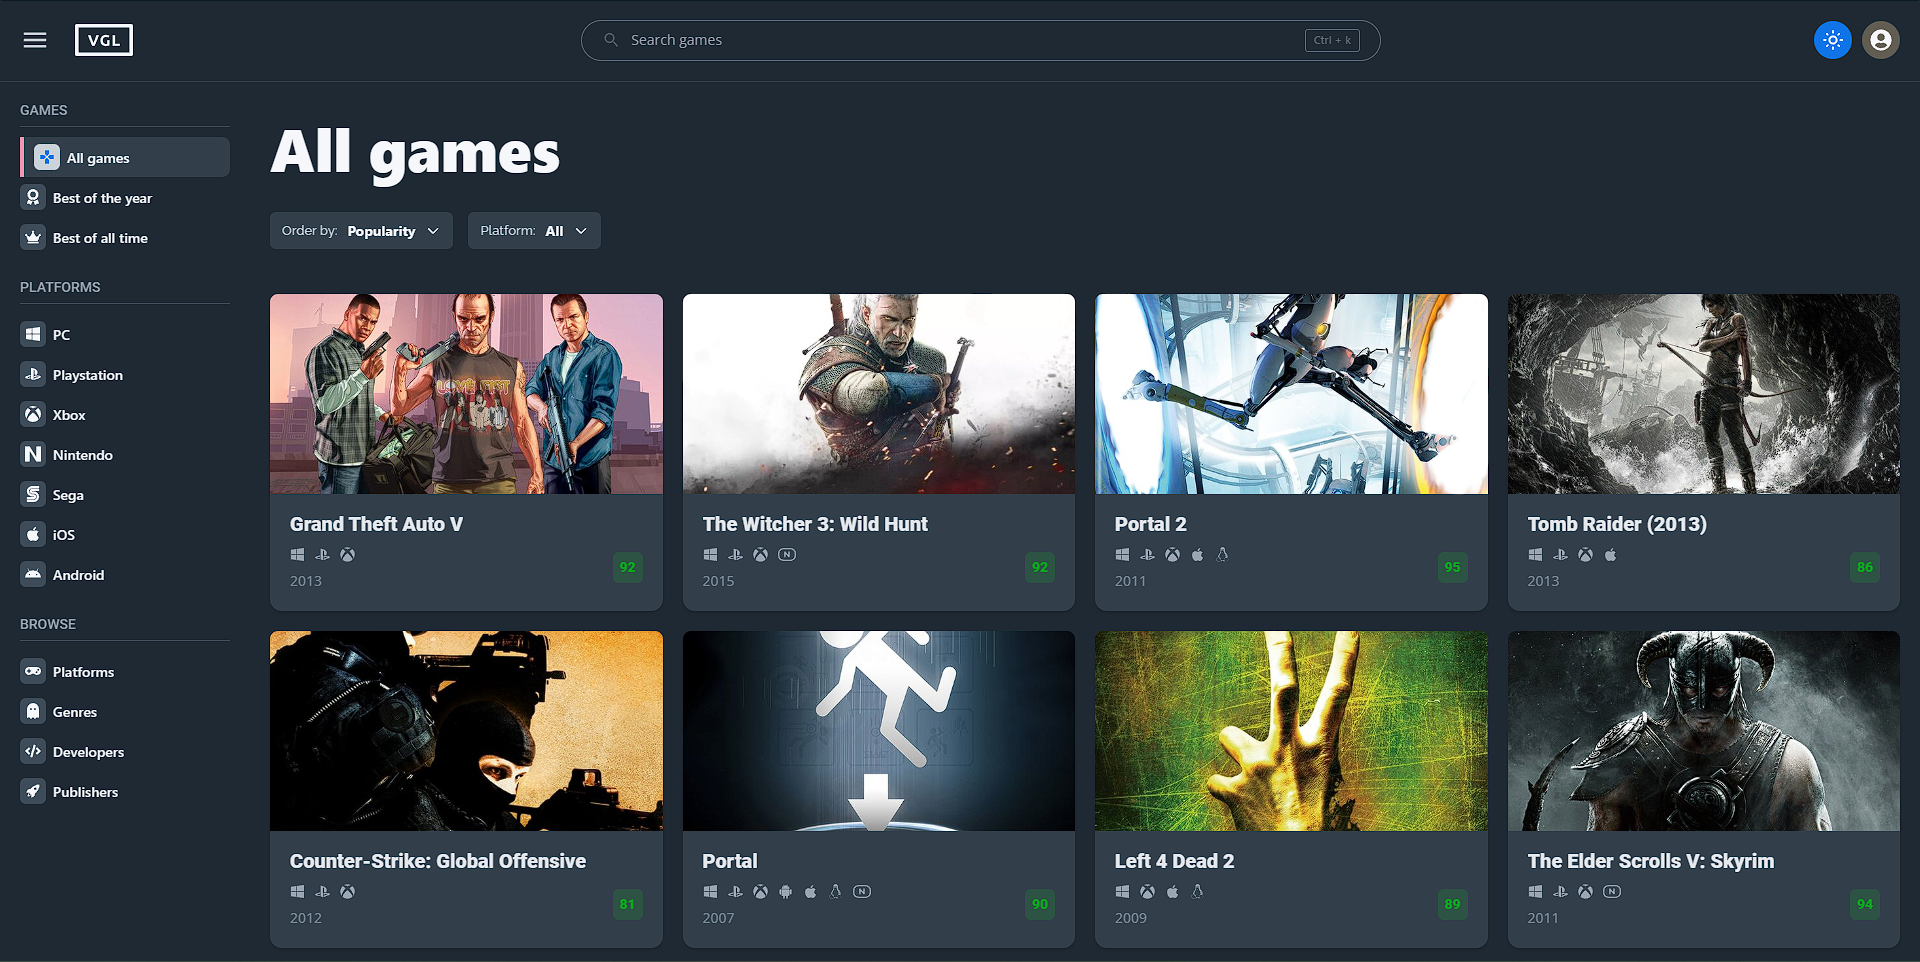 VGL
Search games
Ctrl + k
GAMES
All games
Best of the year
Best of all time
PLATFORMS
PC
Playstation
Xbox
Nintendo
Sega
iOS
Android
BROWSE
Platforms
Genres
Developers
Publishers
All games
Order by: Popularity
Platform: All
LOVE FIST
Grand Theft Auto V
92
2013
The Witcher 3: Wild Hunt
92
2015
Portal 2
95
2011
Tomb Raider (2013)
86
2013
Counter-Strike: Global Offensive
81
2012
Portal
90
2007
Left 4 Dead 2
89
2009
The Elder Scrolls V: Skyrim
94
2011